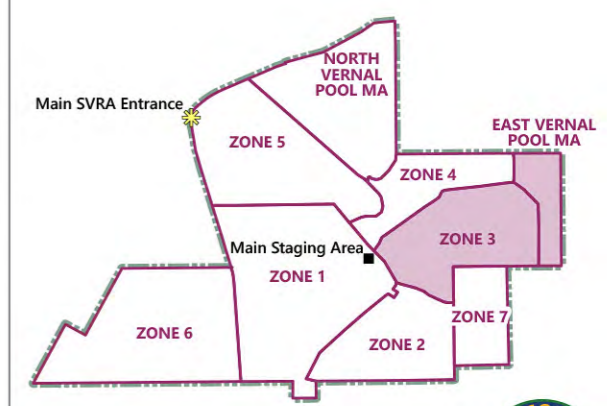 NORTH
VERNAL
POOL MA
Main SVRA Entrance
EAST VERNAL
POOL MA
ZONE 5
ZONE 4
ZONE 3
Main Staging Area
ZONE 1
ZONE 7
ZONE 6
ZONE 2